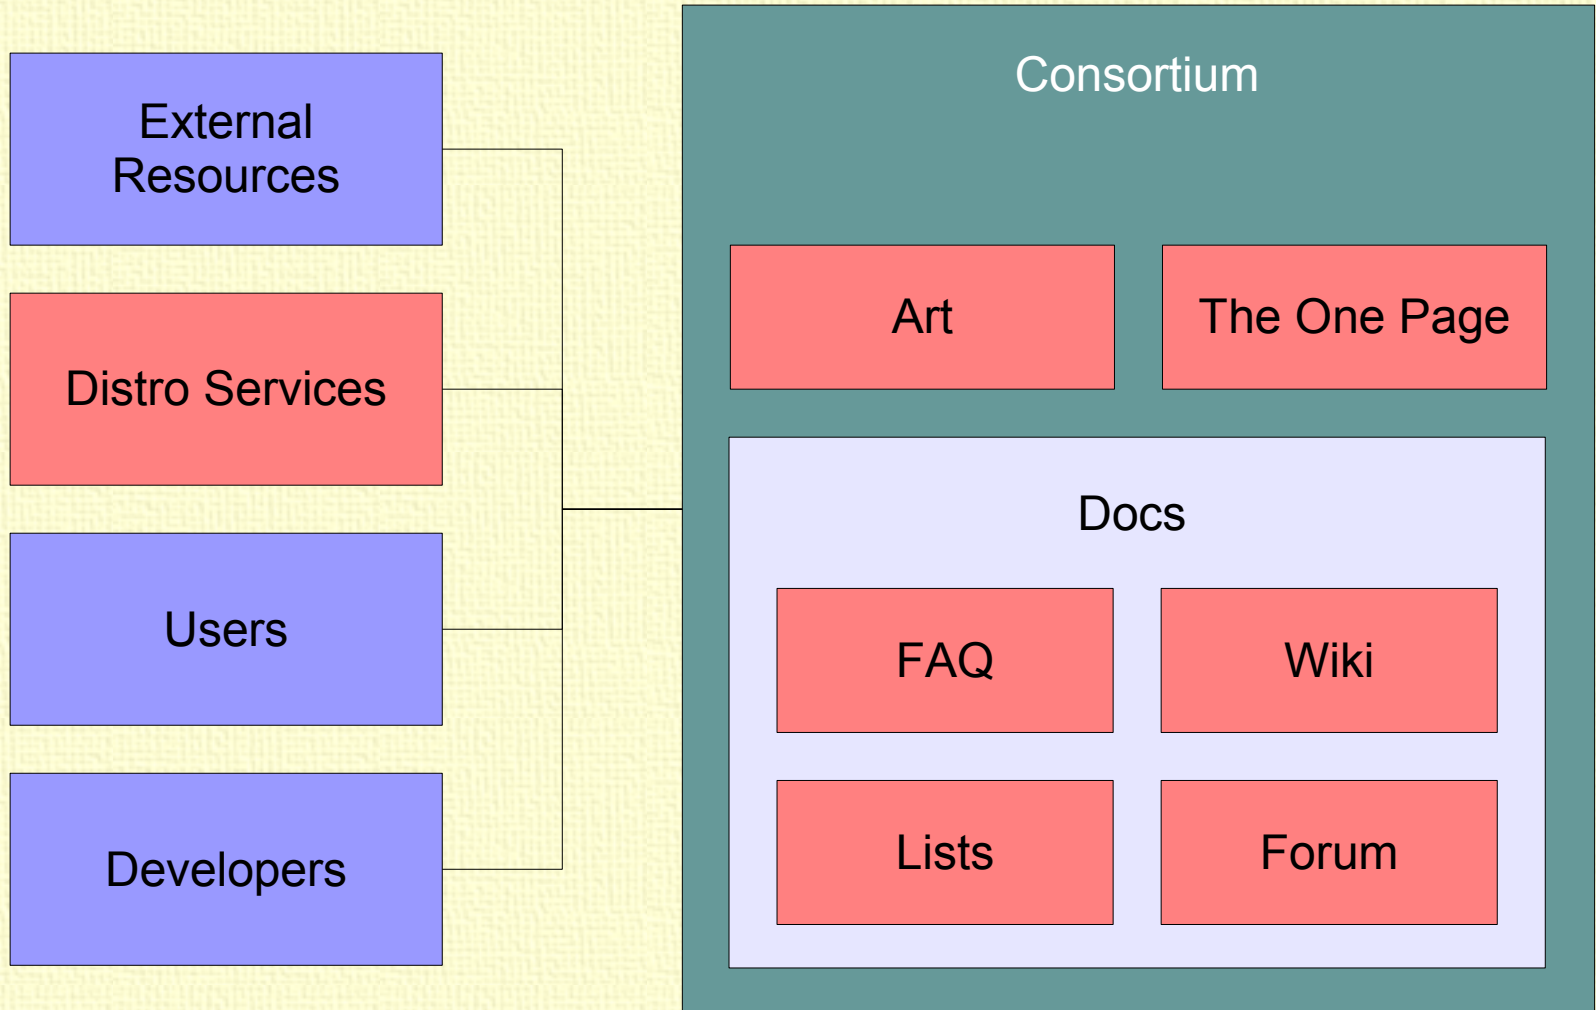 External
Resources
Distro Services
Users
Developers
Consortium
Art
The One Page
Docs
FAQ
Wiki
Lists
Forum